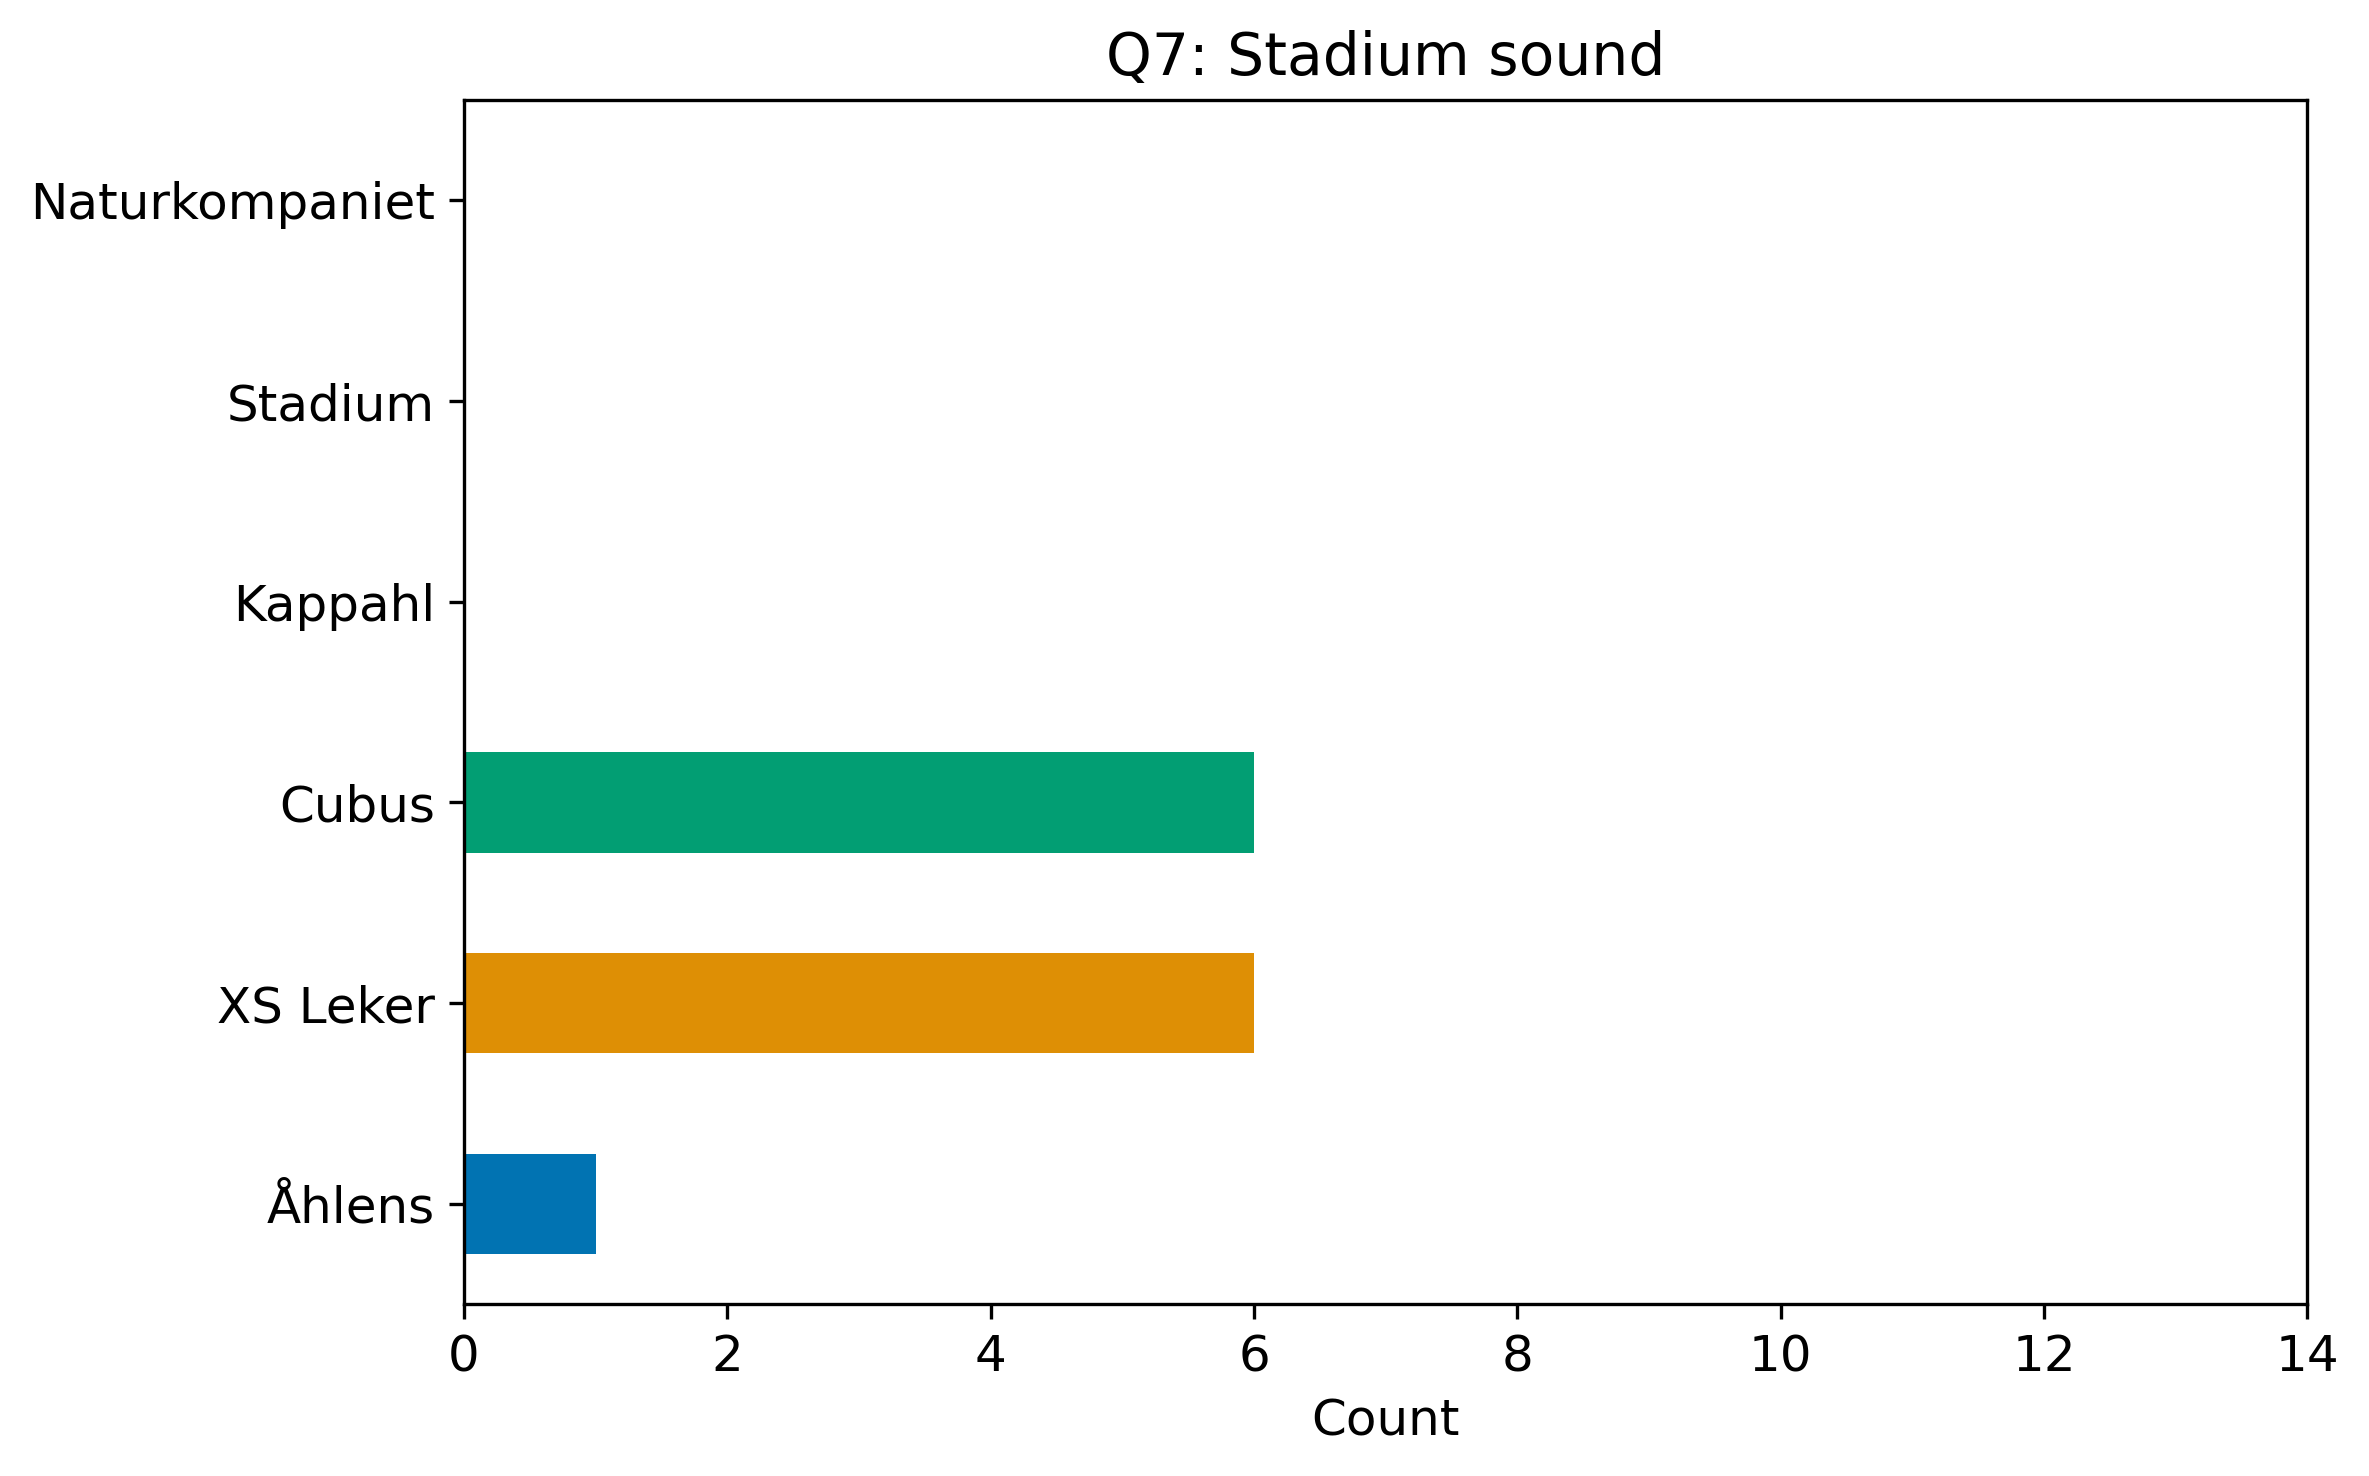 Q7: Stadium sound
Naturkompaniet
Stadium
Kappahl
Cubus
XS Leker
Åhlens
0 2 4 6 8 10 12 14
Count